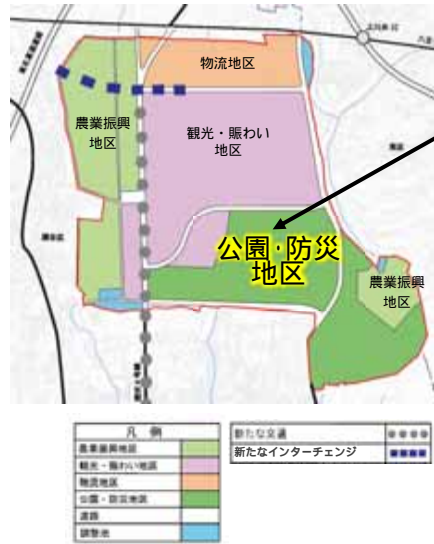 物流地区
農業振興
地区
観光・賑わい
地区
公園・防災
地区
農業振興
地区
凡 例
農業振興地区
観光・賑わい地区
物流地区
公園・防災地区
道路
調整池
新たな交通
新たなインターチェンジ